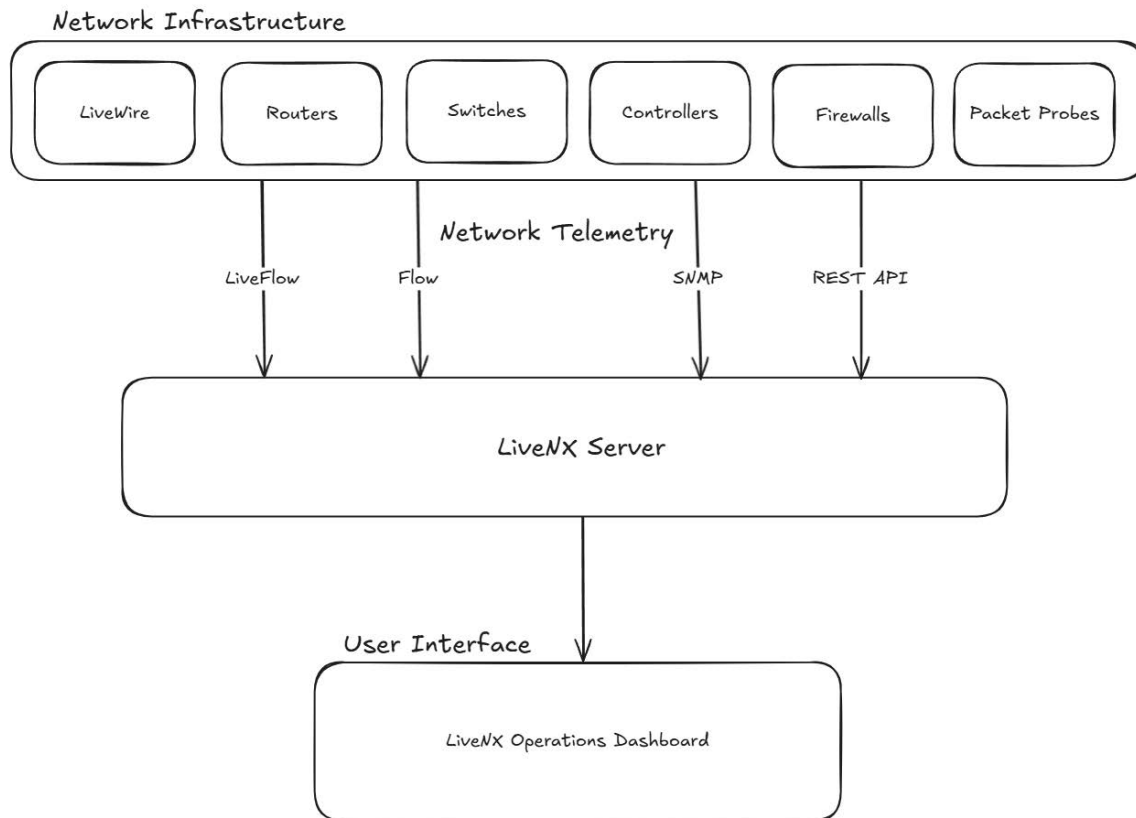 Network Infrastructure
LiveWire
Routers
Switches
Controllers
Firewalls
Packet Probes
Network Telemetry
LiveFlow
Flow
SNMP
REST API
LiveNX Server
User Interface
LiveNX Operations Dashboard